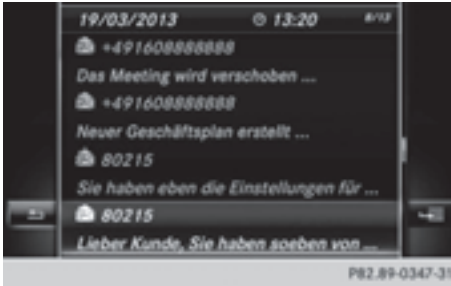 19/03/2013 13:20 8/13
+491608888888
Das Meeting wird verschoben ...
+491608888888
Neuer Geschäftsplan erstellt ...
80215
Sie haben eben die Einstellungen für ...
80215
Lieber Kunde, Sie haben soeben von ...
P82.89-0347-31